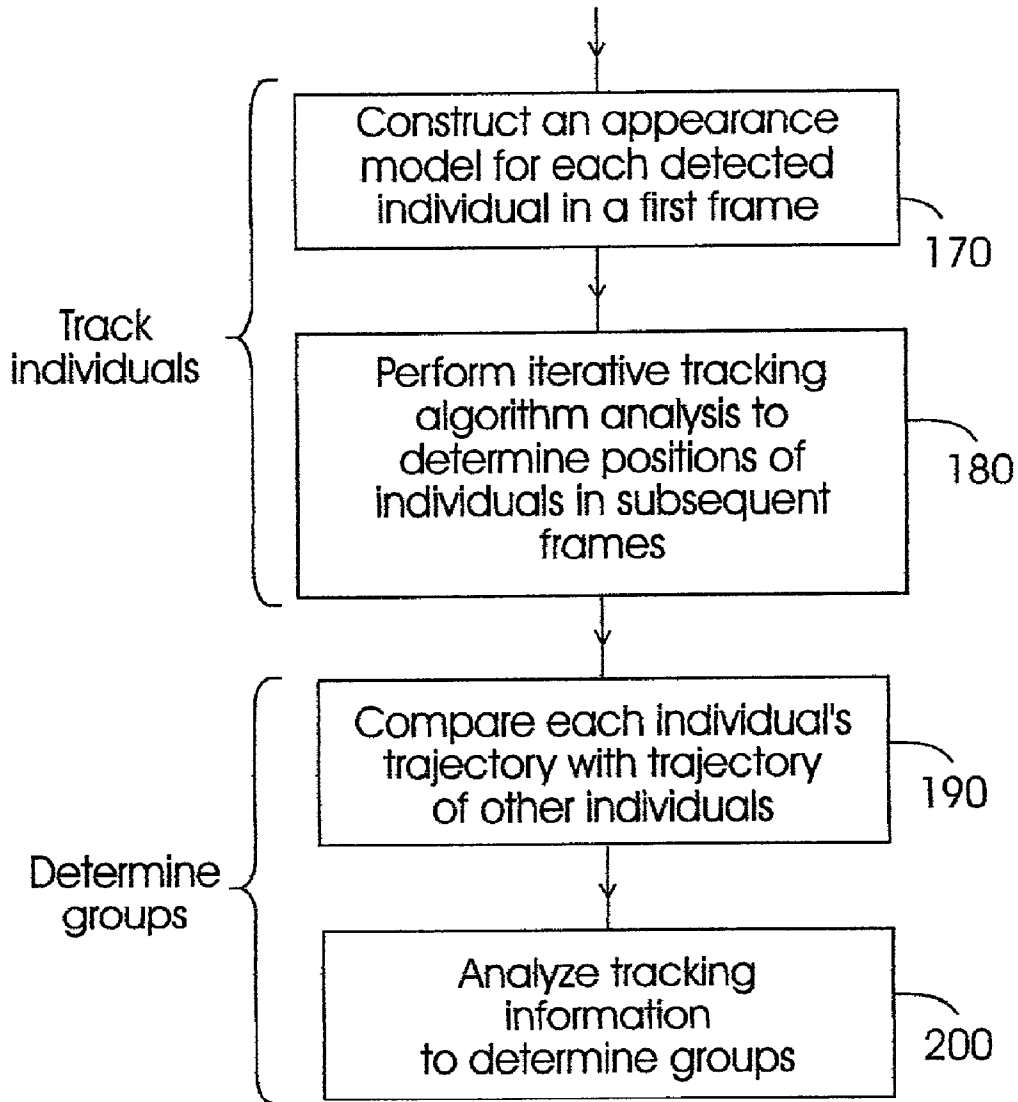 Construct an appearance
model for each detected
individual in a first frame
170
Track
individuals
Perform iterative tracking
algorithm analysis to
determine positions of
individuals in subsequent
frames
180
Compare each individual's
trajectory with trajectory
of other individuals
190
Determine
groups
Analyze tracking
information
to determine groups
200